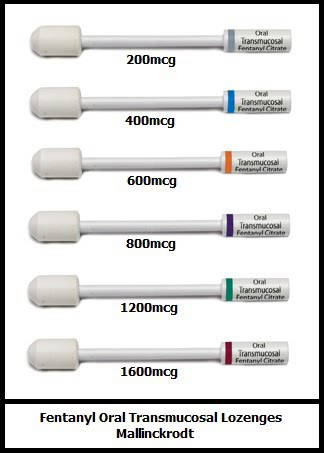 Oral
Transmucosal
Fentanyl Citrate
200mcg
Oral
Transmucosal
Fentanyl Citrate
400mcg
Oral
Transmucosal
Fentanyl Citrate
600mcg
Oral
Transmucosal
Fentanyl Citrate
800mcg
Oral
Transmucosal
Fentanyl Citrate
1200mcg
Oral
Transmucosal
Fentanyl Citrate
1600mcg
Fentanyl Oral Transmucosal Lozenges
Mallinckrodt